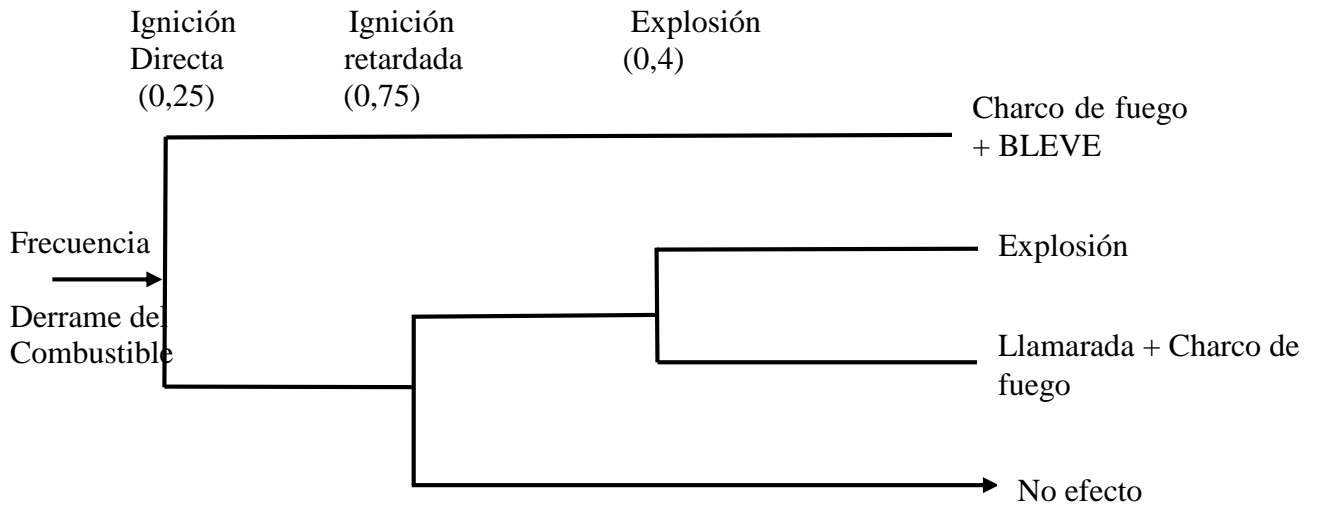 Ignición
Directa
(0,25)
Ignición
retardada
(0,75)
Explosión
(0,4)
Charco de fuego
+ BLEVE
Frecuencia
Derrame del
Combustible
Explosión
Llamarada + Charco de
fuego
No efecto